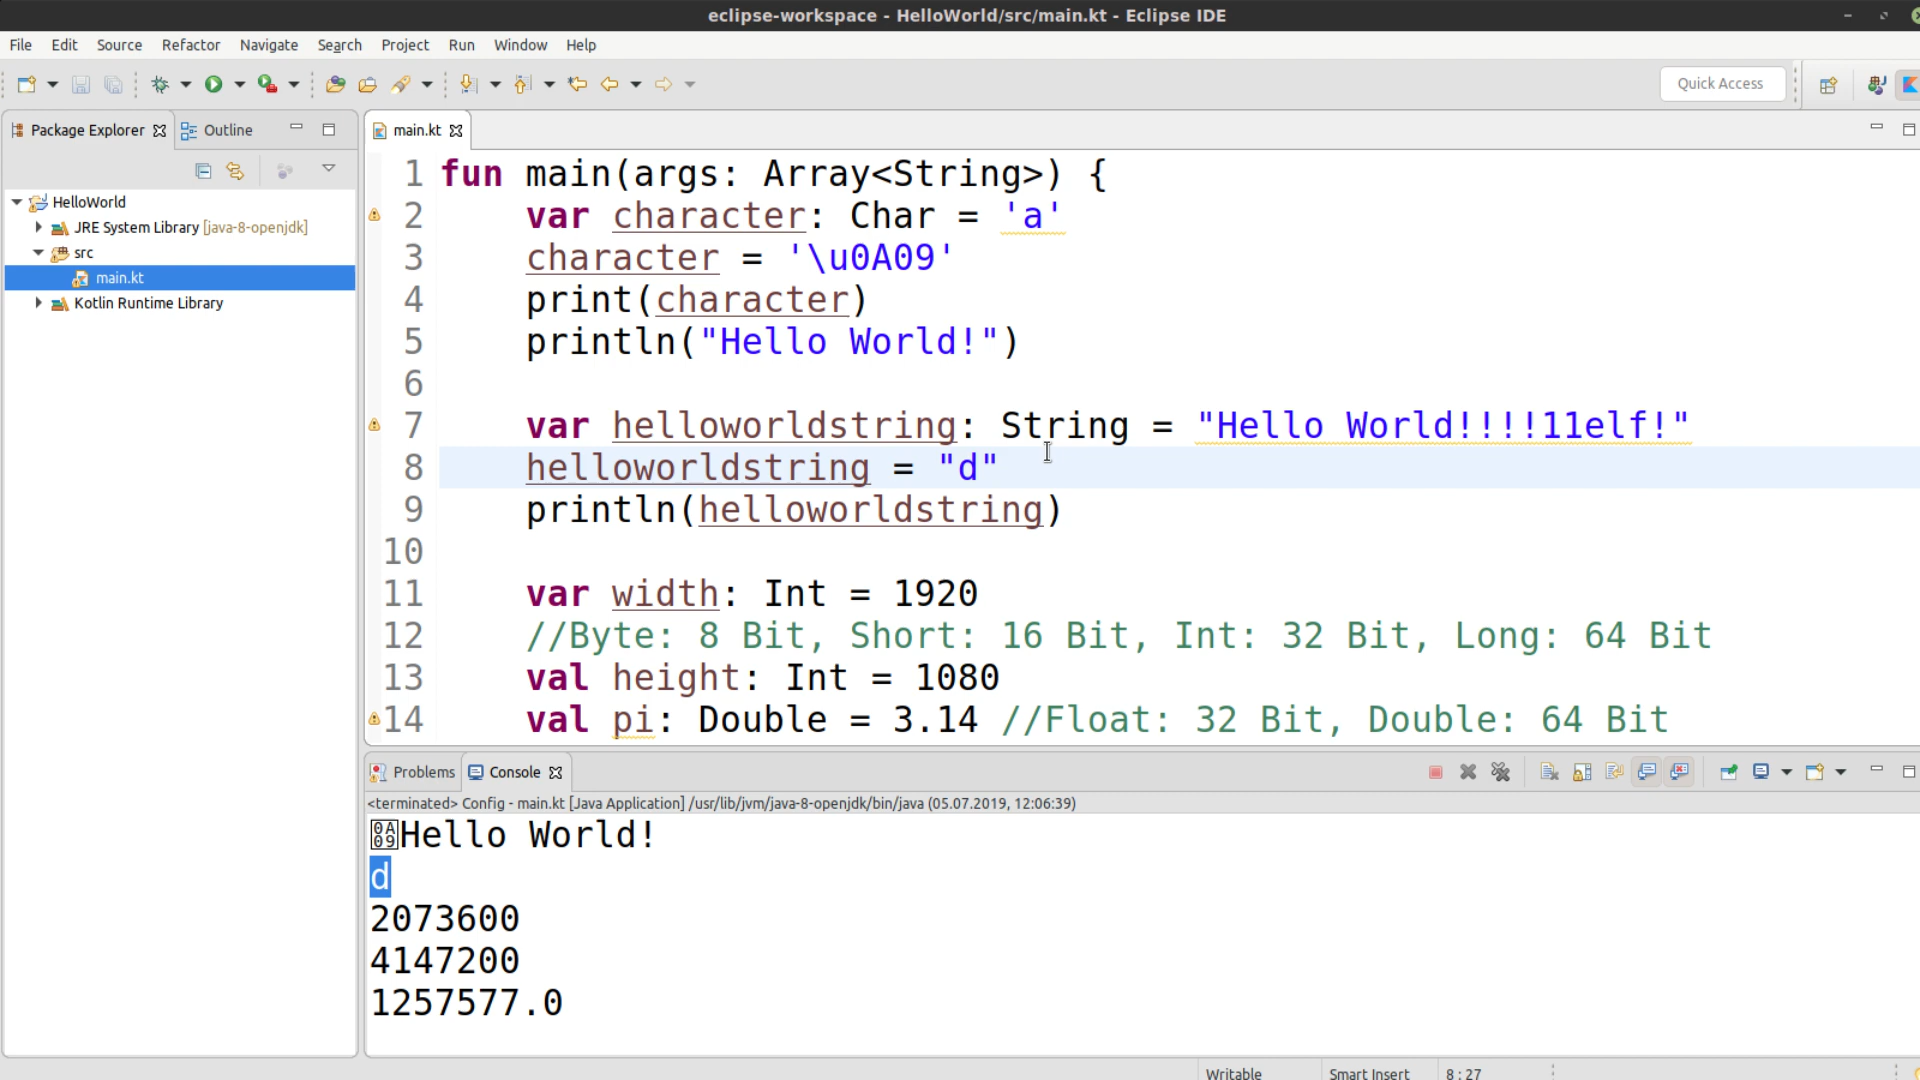 eclipse-workspace - HelloWorld/src/main.kt - Eclipse IDE
File Edit Source Refactor Navigate Search Project Run Window Help
Quick Access
Package Explorer Outline
main.kt
HelloWorld
JRE System Library [java-8-openjdk]
src
main.kt
Kotlin Runtime Library
1 fun main(args: Array<String>) {
2 var character: Char = 'a'
3 character = '\u0A09'
4 print(character)
5 println("Hello World!")
6
7 var helloworldstring: String = "Hello World!!!!11elf!"
8 helloworldstring = "d"
9 println(helloworldstring)
10
11 var width: Int = 1920
12 //Byte: 8 Bit, Short: 16 Bit, Int: 32 Bit, Long: 64 Bit
13 val height: Int = 1080
14 val pi: Double = 3.14 //Float: 32 Bit, Double: 64 Bit
Problems Console
<terminated> Config - main.kt [Java Application] /usr/lib/jvm/java-8-openjdk/bin/java (05.07.2019, 12:06:39)
ਉHello World!
d
2073600
4147200
1257577.0
Writable Smart Insert 8 : 27